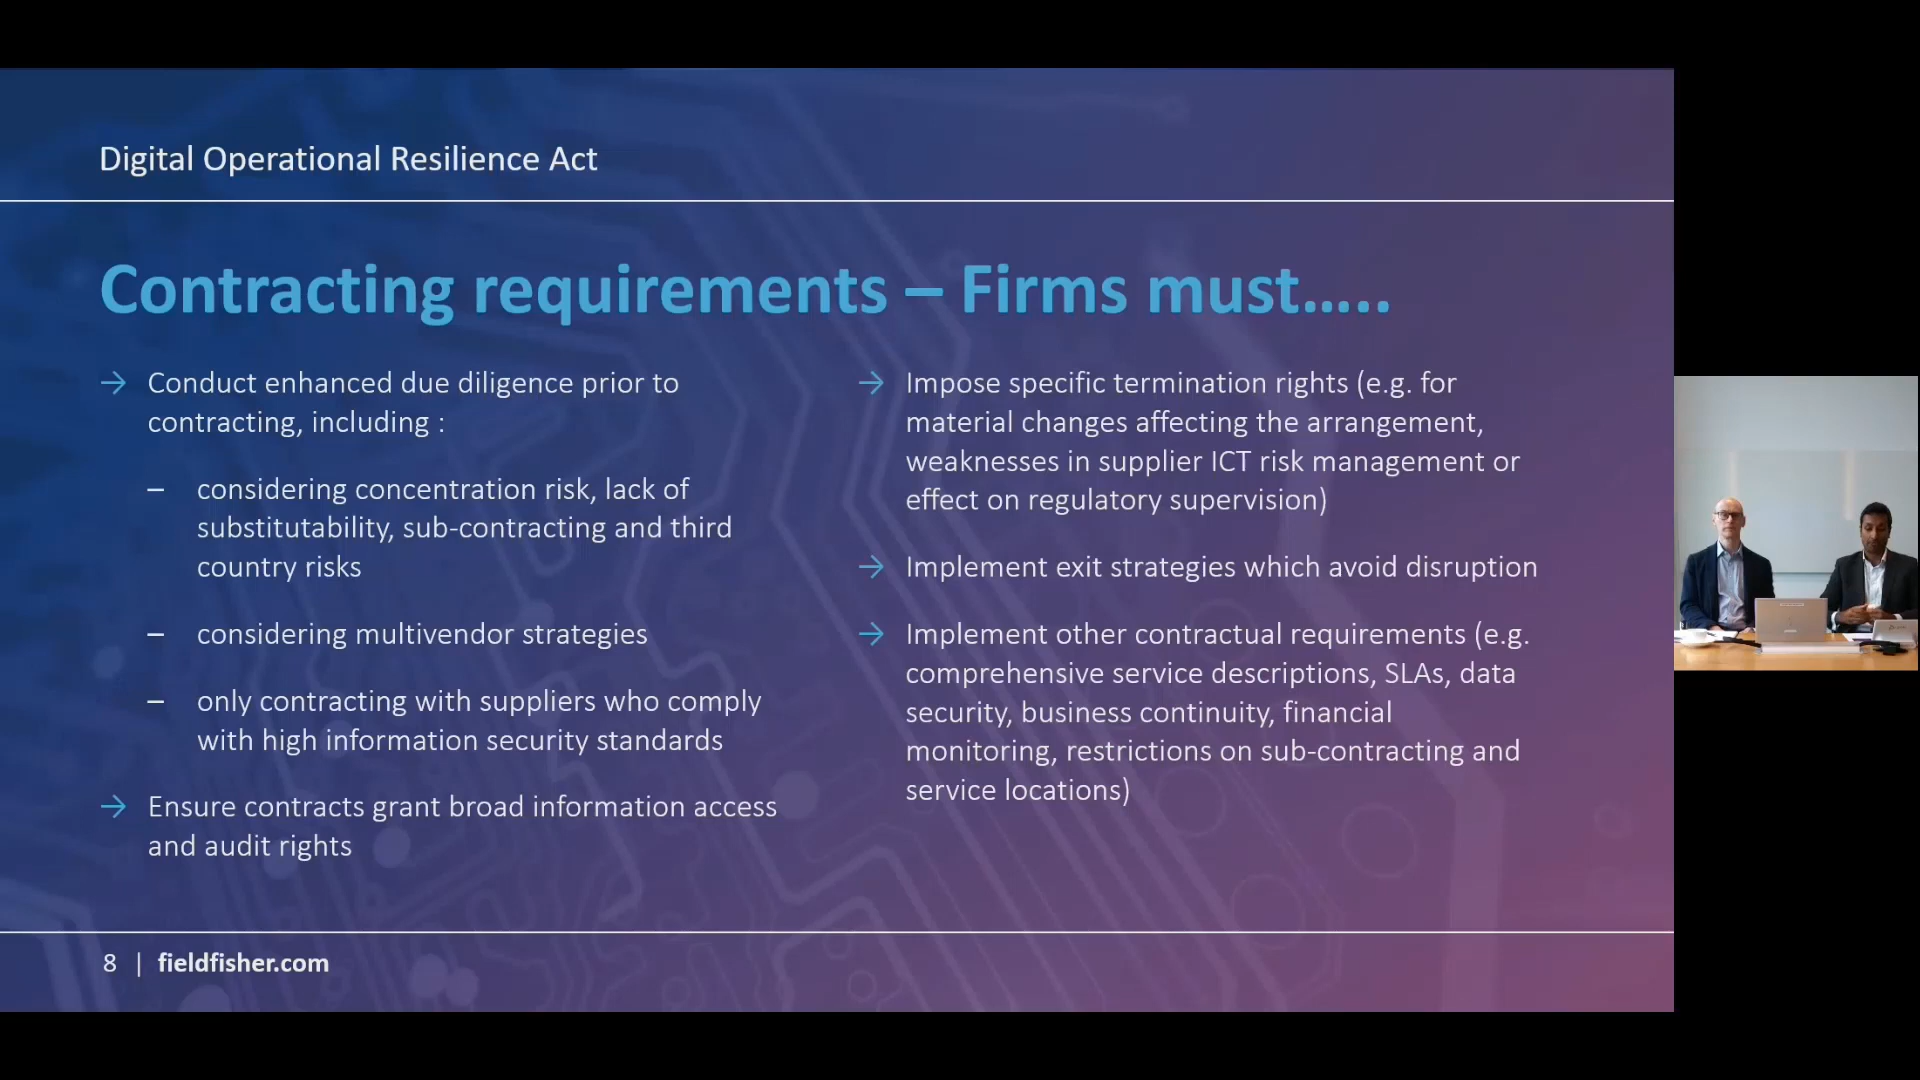 Digital Operational Resilience Act
Contracting requirements – Firms must…..
→ Conduct enhanced due diligence prior to
contracting, including :
– considering concentration risk, lack of
substitutability, sub-contracting and third
country risks
– considering multivendor strategies
– only contracting with suppliers who comply
with high information security standards
→ Ensure contracts grant broad information access
and audit rights
→ Impose specific termination rights (e.g. for
material changes affecting the arrangement,
weaknesses in supplier ICT risk management or
effect on regulatory supervision)
→ Implement exit strategies which avoid disruption
→ Implement other contractual requirements (e.g.
comprehensive service descriptions, SLAs, data
security, business continuity, financial
monitoring, restrictions on sub-contracting and
service locations)
8 | fieldfisher.com